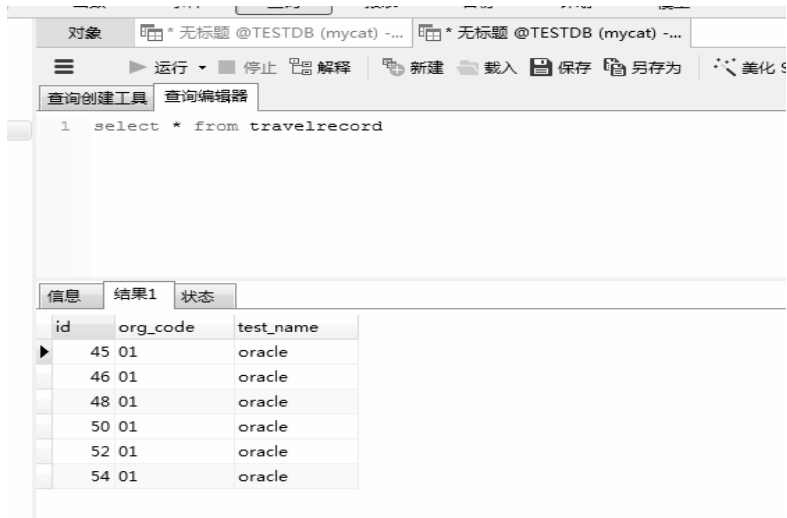 对象 * 无标题 @TESTDB (mycat) -... * 无标题 @TESTDB (mycat) -...
运行 停止 解释 新建 载入 保存 另存为 美化 S
查询创建工具 查询编辑器
1 select * from travelrecord
信息 结果1 状态
id org_code test_name
45 01 oracle
46 01 oracle
48 01 oracle
50 01 oracle
52 01 oracle
54 01 oracle